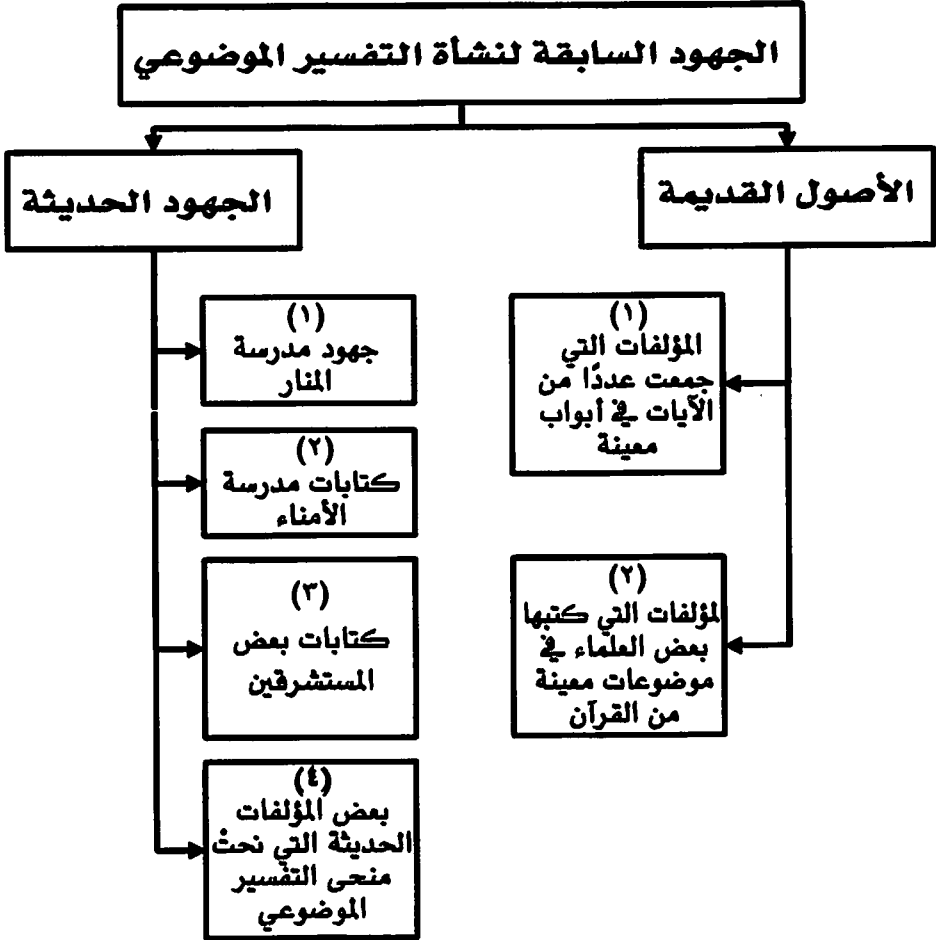 الجهود السابقة لنشأة التفسير الموضوعي
الأصول القديمة
(١)
المؤلفات التي
جمعت عددًا من
الآيات في أبواب
معينة
(٢)
لمؤلفات التي كتبها
بعض العلماء في
موضوعات معينة
من القرآن
الجهود الحديثة
(١)
جهود مدرسة
المنار
(٢)
كتابات مدرسة
الأمناء
(٣)
كتابات بعض
المستشرقين
(٤)
بعض المؤلفات
الحديثة التي نحتْ
منحى التفسير
الموضوعي